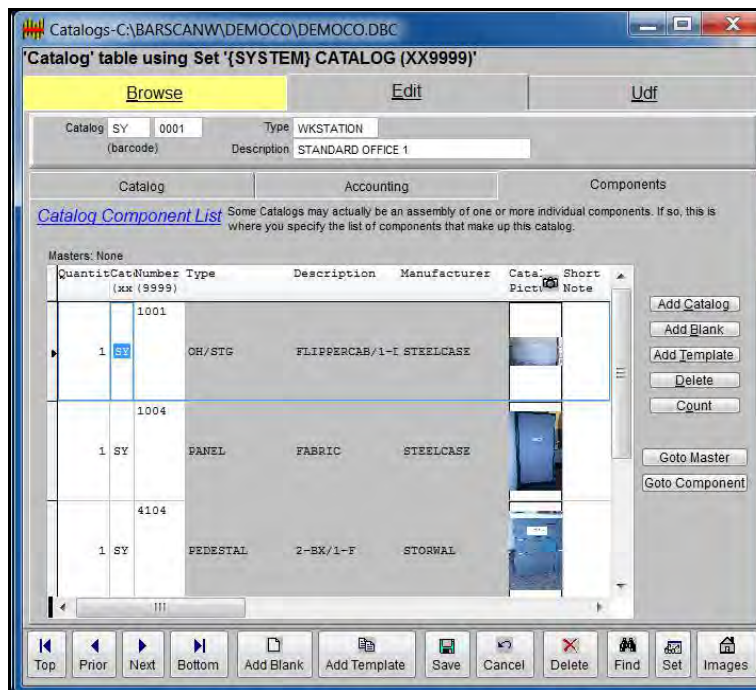 Catalogs-C:\BARSCANW\DEMOCO\DEMOCO.DBC
'Catalog' table using Set '{SYSTEM} CATALOG (XX9999)'
Browse Edit Udf
Catalog SY 0001 Type WKSTATION
(barcode) Description STANDARD OFFICE 1
Catalog Accounting Components
Catalog Component List Some Catalogs may actually be an assembly of one or more individual components. If so, this is
where you specify the list of components that make up this catalog.
Masters: None
Quantit Cat Number Type Description Manufacturer Cata Short
(xx (9999) Pict Note
1001
1 SY OH/STG FLIPPERCAB/1-I STEELCASE
1004
1 SY PANEL FABRIC STEELCASE
4104
1 SY PEDESTAL 2-BX/1-F STORWAL
Add Catalog
Add Blank
Add Template
Delete
Count
Goto Master
Goto Component
Top Prior Next Bottom Add Blank Add Template Save Cancel Delete Find Set Images